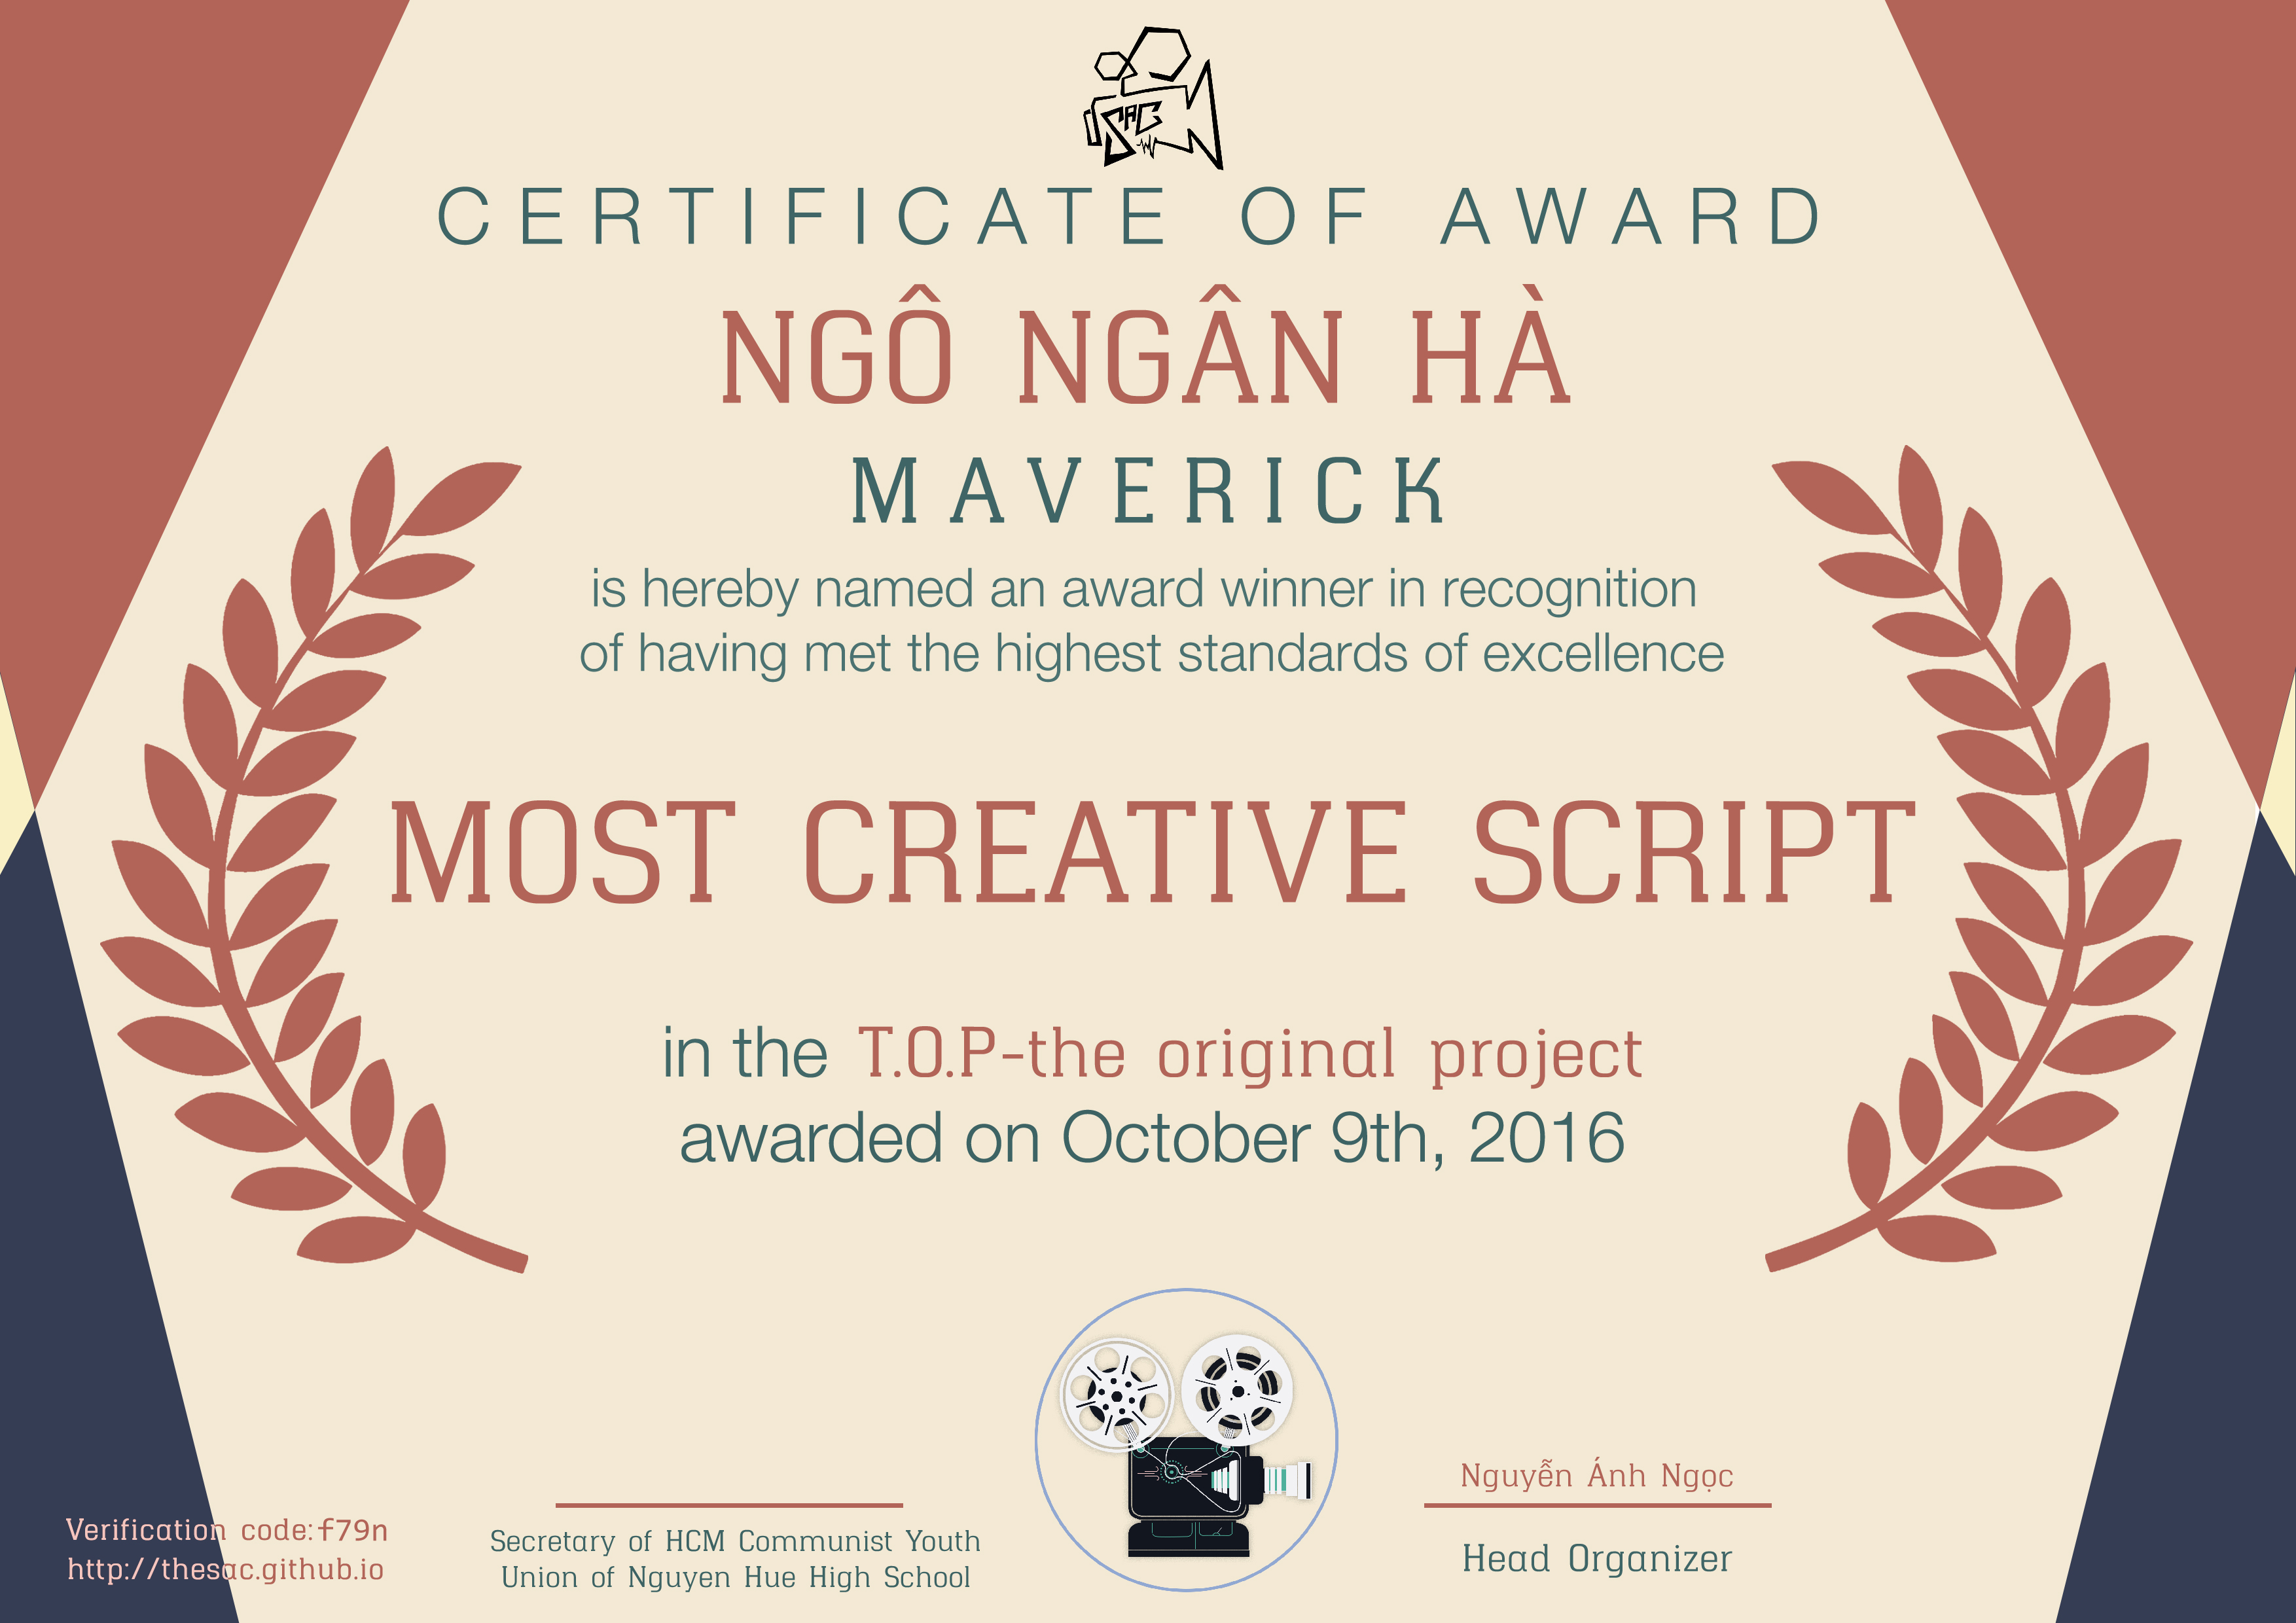 SAC
CERTIFICATE OF AWARD
NGÔ NGÂN HÀ
MAVERICK
is hereby named an award winner in recognition
of having met the highest standards of excellence
MOST CREATIVE SCRIPT
in the T.O.P-the original project
awarded on October 9th, 2016
Nguyễn Ánh Ngọc
Verification code:f79n
http://thesac.github.io
Secretary of HCM Communist Youth
Union of Nguyen Hue High School
Head Organizer